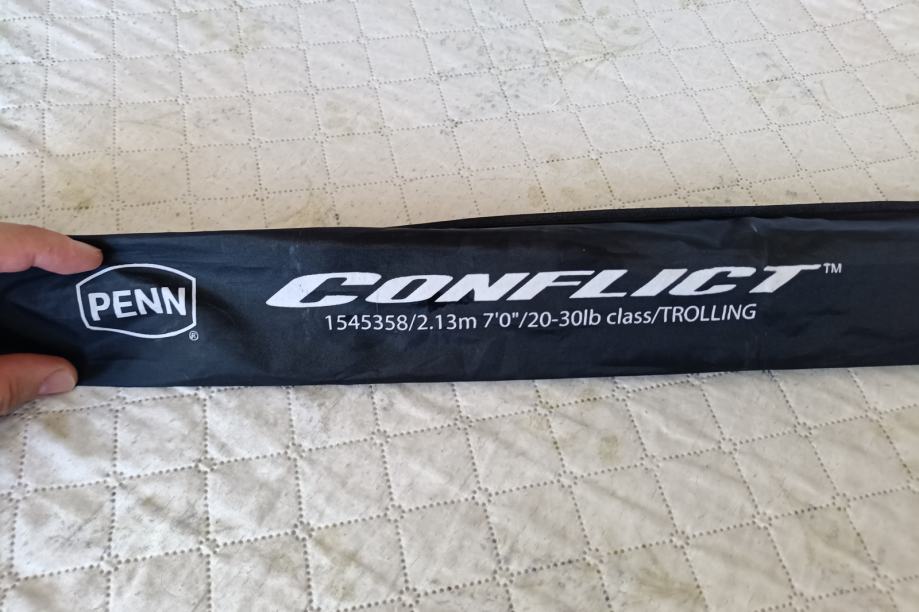 PENN®
CONFLICT™
1545358/2.13m 7'0"/20-30lb class/TROLLING